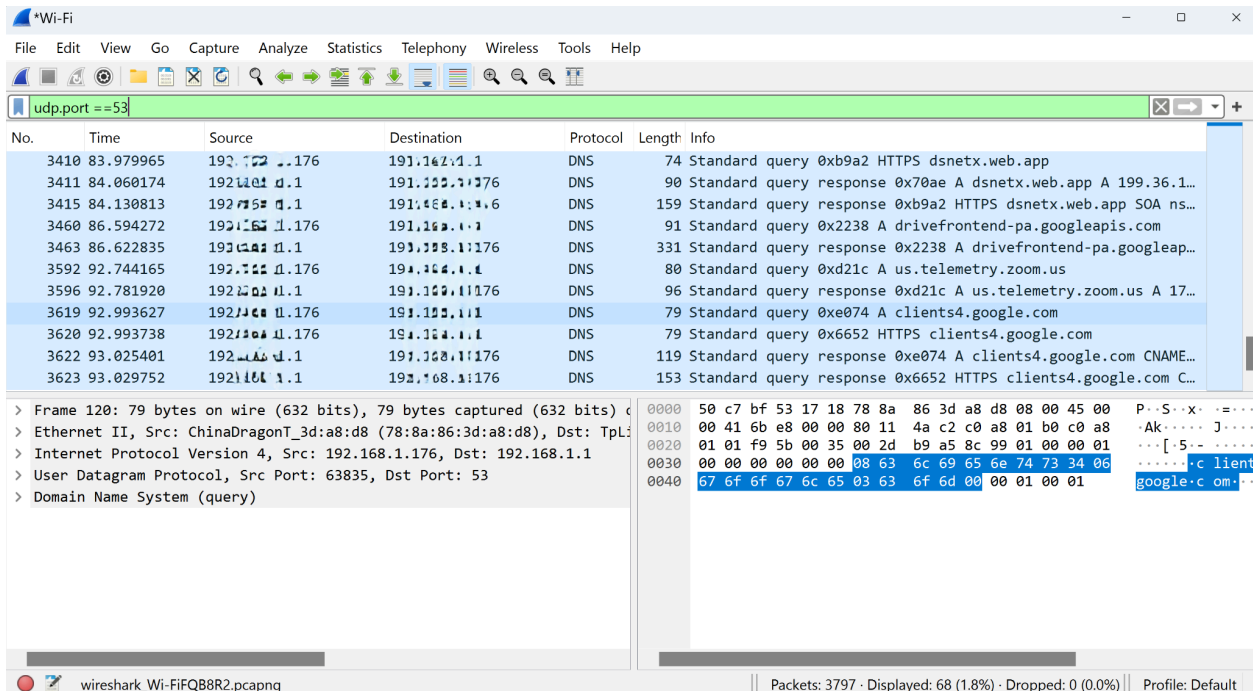 *Wi-Fi
File Edit View Go Capture Analyze Statistics Telephony Wireless Tools Help
udp.port ==53
No. Time Source Destination Protocol Length Info
3410 83.979965 DNS 74 Standard query 0xb9a2 HTTPS dsnetx.web.app
3411 84.060174 DNS 90 Standard query response 0x70ae A dsnetx.web.app A 199.36.1…
3415 84.130813 DNS 159 Standard query response 0xb9a2 HTTPS dsnetx.web.app SOA ns…
3460 86.594272 DNS 91 Standard query 0x2238 A drivefrontend-pa.googleapis.com
3463 86.622835 DNS 331 Standard query response 0x2238 A drivefrontend-pa.googleap…
3592 92.744165 DNS 80 Standard query 0xd21c A us.telemetry.zoom.us
3596 92.781920 DNS 96 Standard query response 0xd21c A us.telemetry.zoom.us A 17…
3619 92.993627 DNS 79 Standard query 0xe074 A clients4.google.com
3620 92.993738 DNS 79 Standard query 0x6652 HTTPS clients4.google.com
3622 93.025401 DNS 119 Standard query response 0xe074 A clients4.google.com CNAME…
3623 93.029752 DNS 153 Standard query response 0x6652 HTTPS clients4.google.com C…
> Frame 120: 79 bytes on wire (632 bits), 79 bytes captured (632 bits)
> Ethernet II, Src: ChinaDragonT_3d:a8:d8 (78:8a:86:3d:a8:d8), Dst: TpLi
> Internet Protocol Version 4, Src: 192.168.1.176, Dst: 192.168.1.1
> User Datagram Protocol, Src Port: 63835, Dst Port: 53
> Domain Name System (query)
0000 50 c7 bf 53 17 18 78 8a 86 3d a8 d8 08 00 45 00 P··S··x· ·=··
0010 00 41 6b e8 00 00 80 11 4a c2 c0 a8 01 b0 c0 a8 ·Ak····· J····
0020 01 01 f9 5b 00 35 00 2d b9 a5 8c 99 01 00 00 01 ···[·5·- ·····
0030 00 00 00 00 00 00 08 63 6c 69 65 6e 74 73 34 06 ·······c lient
0040 67 6f 6f 67 6c 65 03 63 6f 6d 00 00 01 00 01 google·c om···
wireshark_Wi-FiFQB8R2.pcapng Packets: 3797 · Displayed: 68 (1.8%) · Dropped: 0 (0.0%) Profile: Default